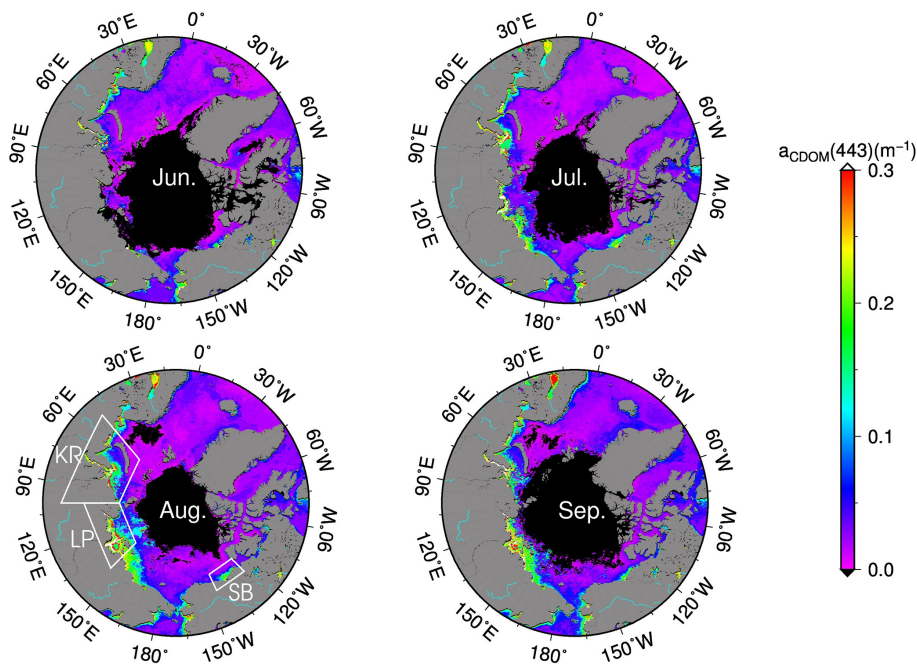 0˚
30˚E
30˚W
60˚E
60˚W
90˚E
90˚W
120˚E
120˚W
150˚E
150˚W
180˚
Jun.
0˚
30˚E
30˚W
60˚E
60˚W
90˚E
90˚W
120˚E
120˚W
150˚E
150˚W
180˚
Jul.
aCDOM(443)(m⁻¹)
0.3
0.2
0.1
0.0
0˚
30˚E
30˚W
60˚E
60˚W
90˚E
90˚W
120˚E
120˚W
150˚E
150˚W
180˚
KR
LP
Aug.
SB
0˚
30˚E
30˚W
60˚E
60˚W
90˚E
90˚W
120˚E
120˚W
150˚E
150˚W
180˚
Sep.